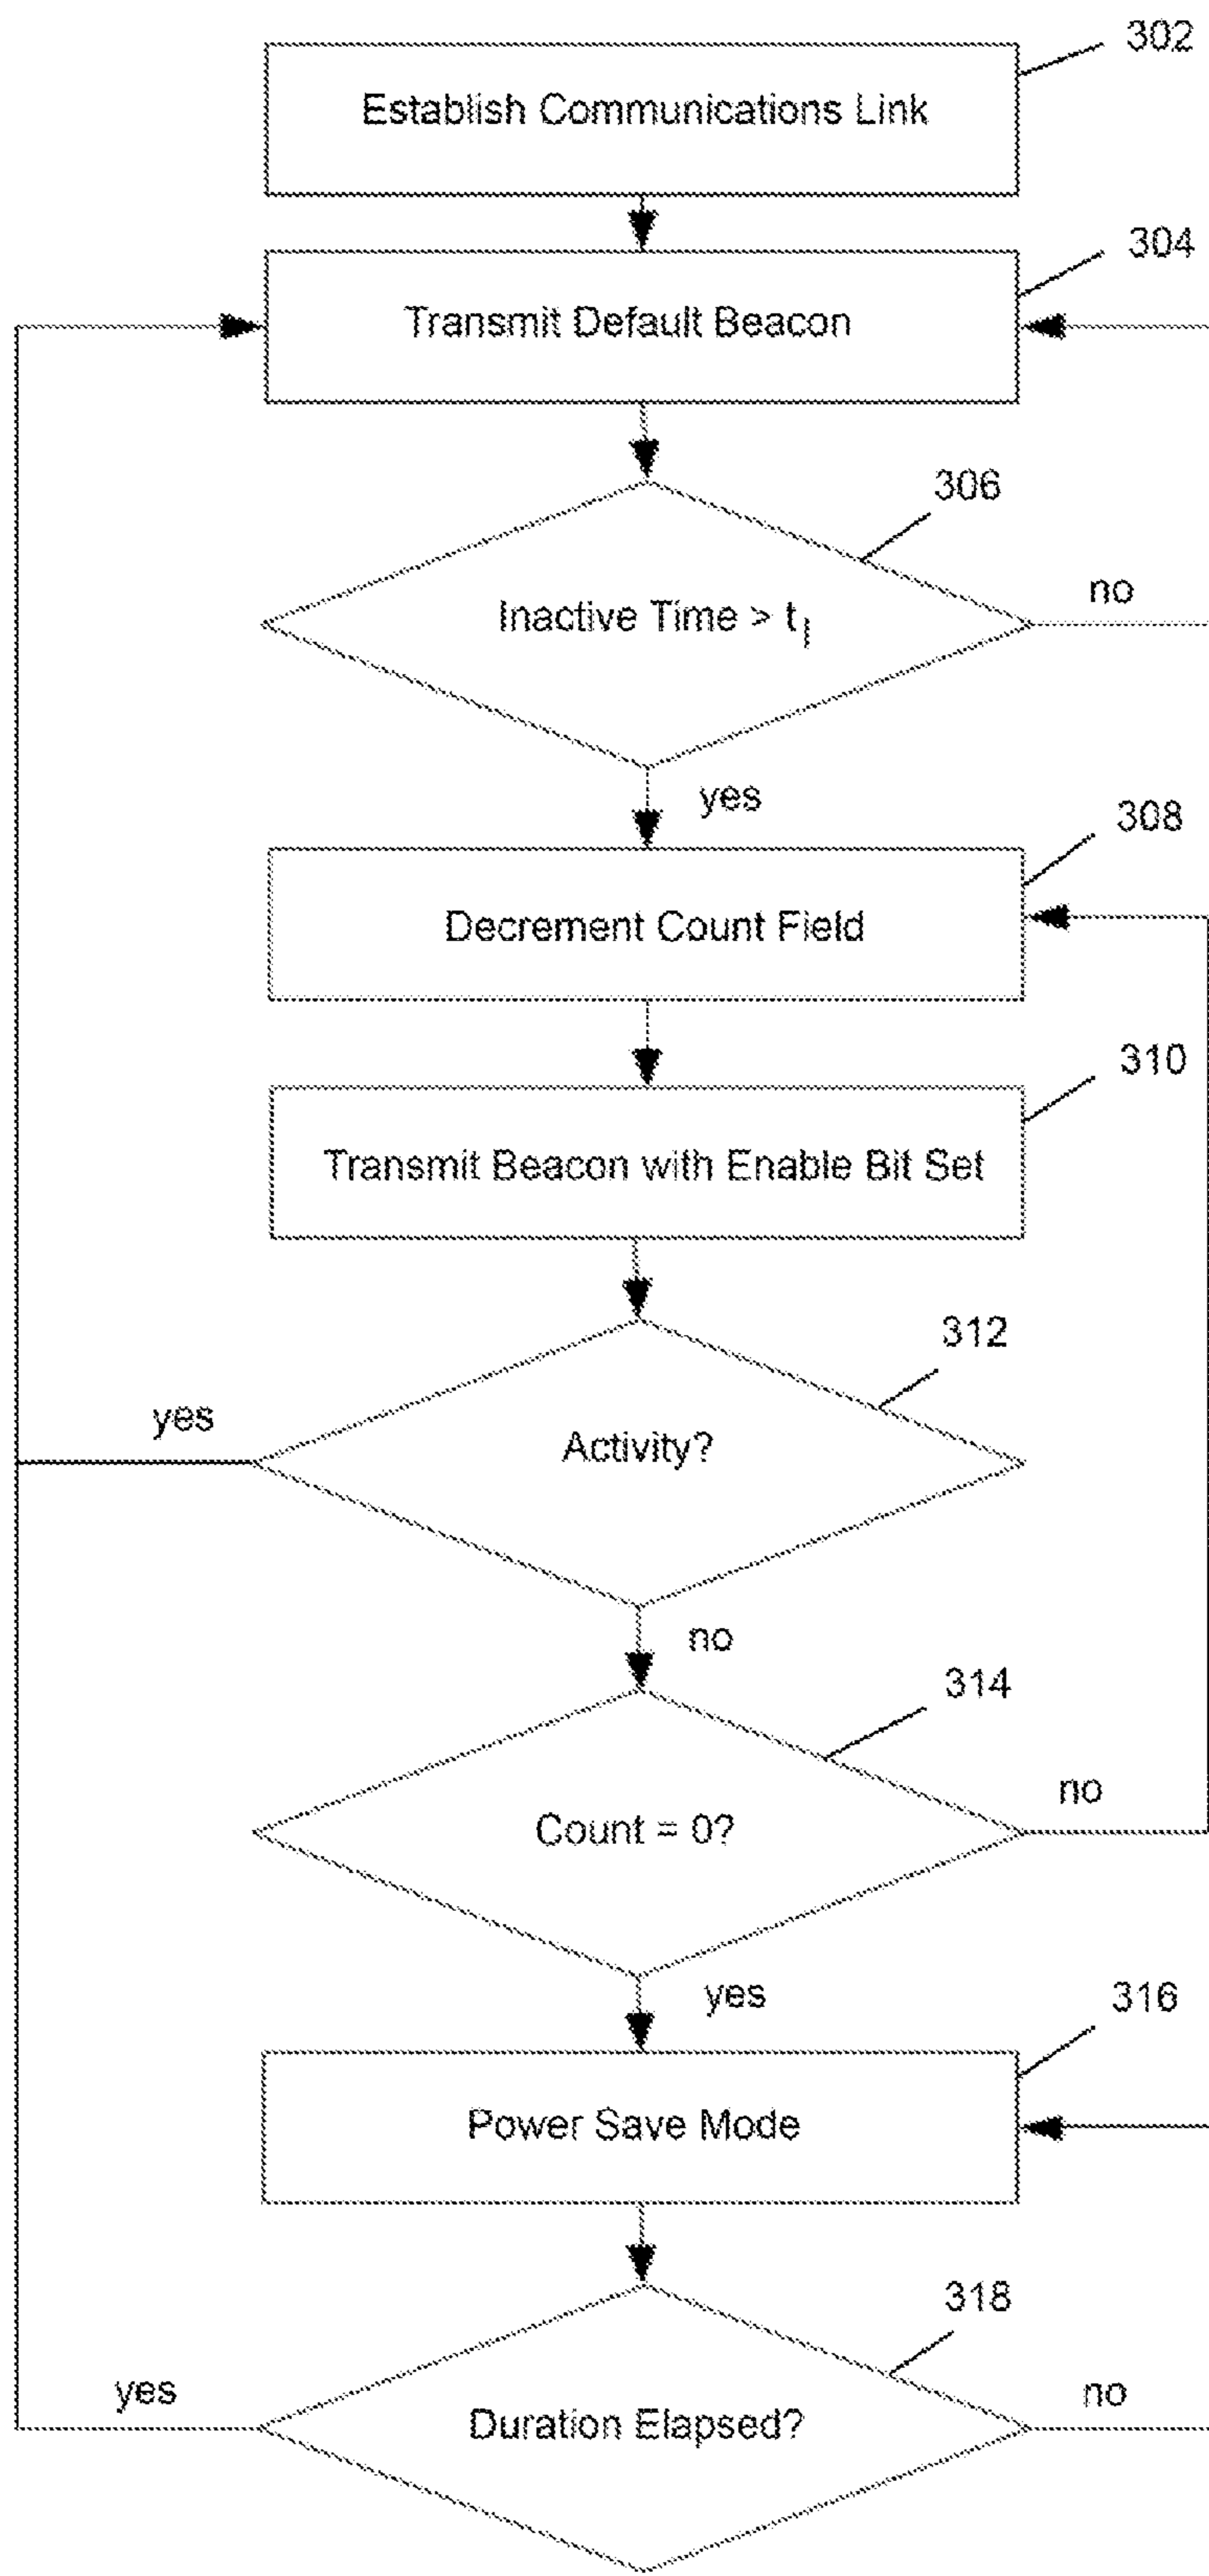 302
Establish Communications Link
304
Transmit Default Beacon
306
Inactive Time > tI
no
yes
308
Decrement Count Field
310
Transmit Beacon with Enable Bit Set
312
yes
Activity?
no
314
Count = 0?
no
yes
316
Power Save Mode
318
yes
Duration Elapsed?
no